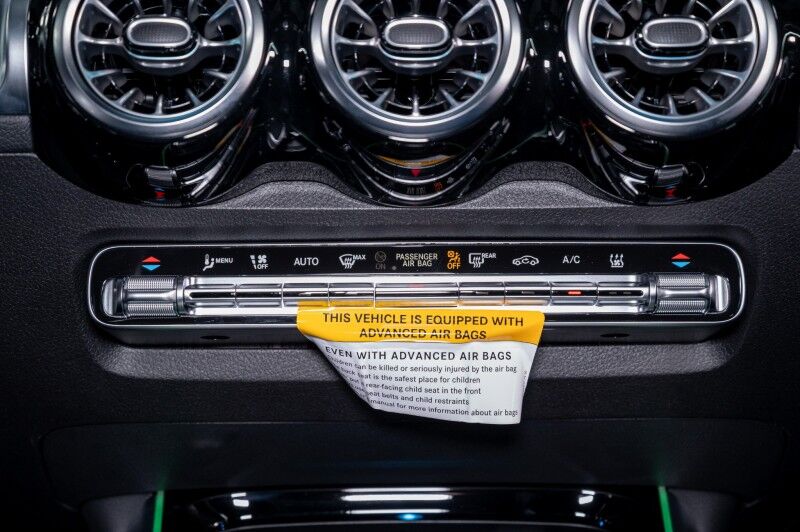 MENU
OFF
AUTO
MAX
ON
PASSENGER
AIR BAG
OFF
REAR
A/C
THIS VEHICLE IS EQUIPPED WITH
ADVANCED AIR BAGS
EVEN WITH ADVANCED AIR BAGS
children can be killed or seriously injured by the air bag
back seat is the safest place for children
put a rear-facing child seat in the front
seat belts and child restraints
manual for more information about air bags